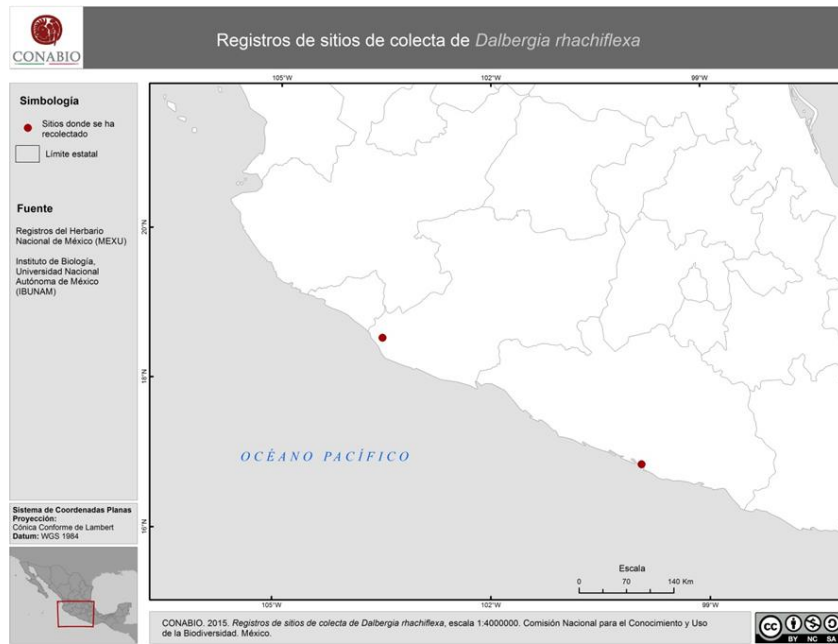 CONABIO
Registros de sitios de colecta de Dalbergia rhachiflexa
Simbología
Sitios donde se ha
recolectado
Límite estatal
Fuente
Registros del Herbario
Nacional de México (MEXU)
Instituto de Biología,
Universidad Nacional
Autónoma de México
(IBUNAM)
Sistema de Coordenadas Planas
Proyección:
Cónica Conforme de Lambert
Datum: WGS 1984
105°W
102°W
99°W
20°N
18°N
16°N
OCÉANO PACÍFICO
Escala
0 70 140 Km
105°W
102°W
99°W
CONABIO. 2015. Registros de sitios de colecta de Dalbergia rhachiflexa, escala 1:4000000. Comisión Nacional para el Conocimiento y Uso
de la Biodiversidad. México.
CC
BY NC SA